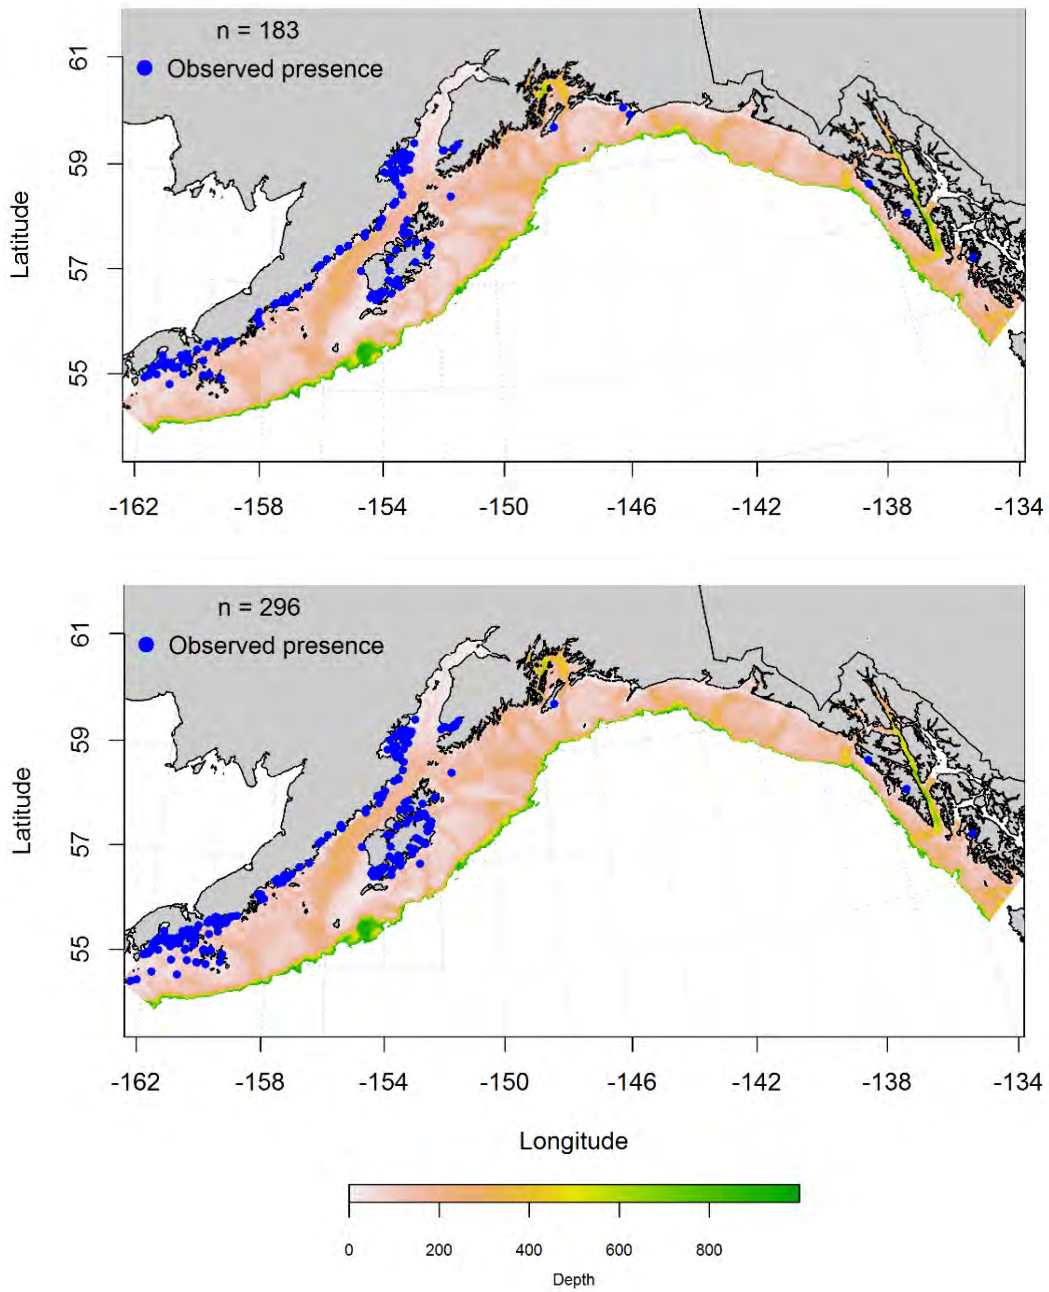 n = 183
Observed presence
61
59
57
55
Latitude
-162 -158 -154 -150 -146 -142 -138 -134
n = 296
Observed presence
61
59
57
55
Latitude
-162 -158 -154 -150 -146 -142 -138 -134
Longitude
0 200 400 600 800
Depth